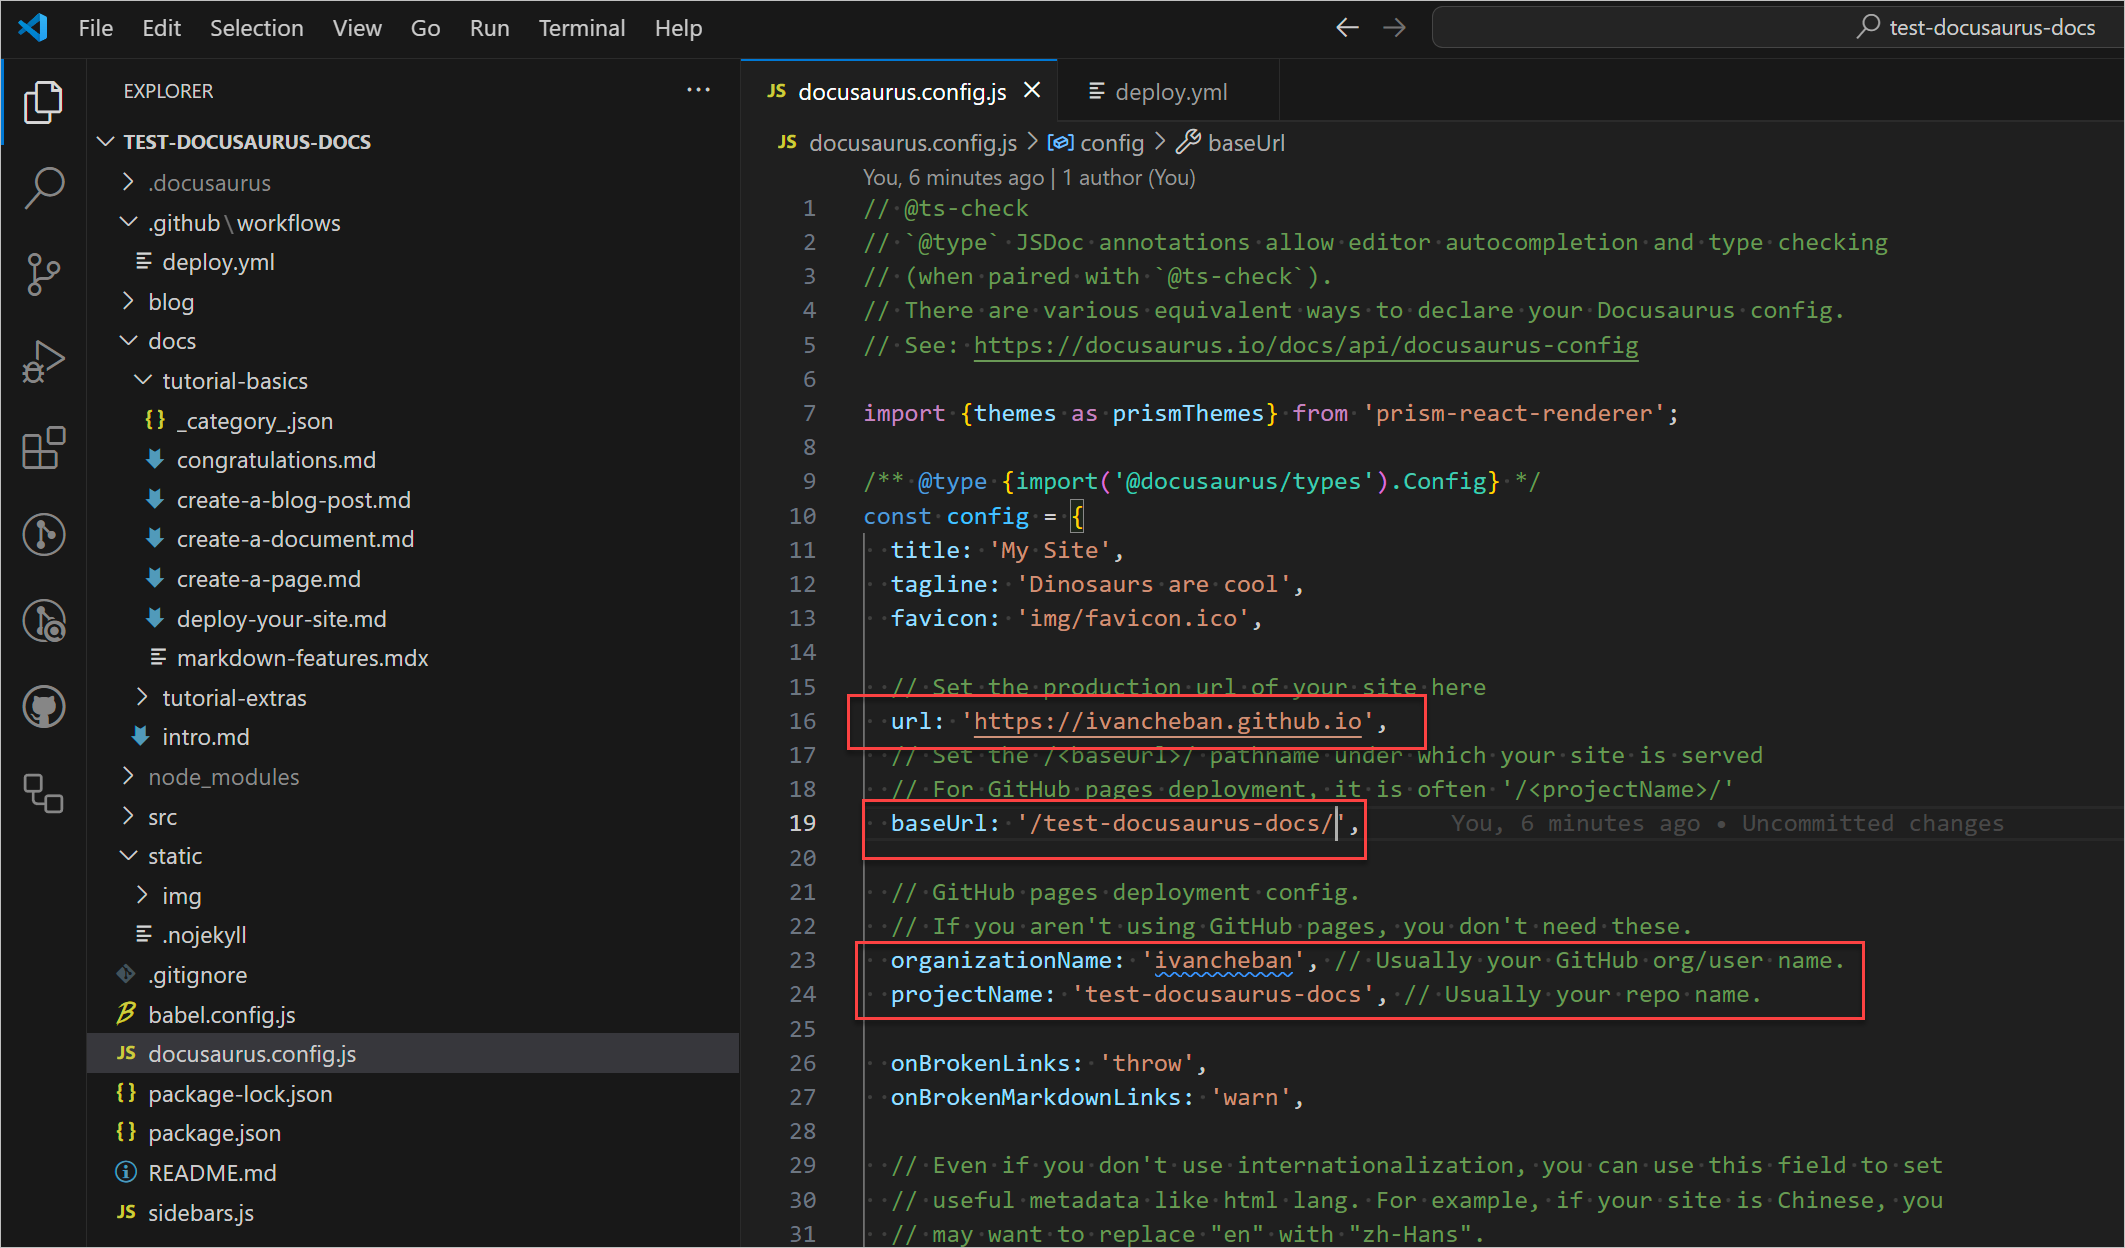 File Edit Selection View Go Run Terminal Help
test-docusaurus-docs
EXPLORER
TEST-DOCUSAURUS-DOCS
.docusaurus
.github\workflows
deploy.yml
blog
docs
tutorial-basics
{} _category_.json
congratulations.md
create-a-blog-post.md
create-a-document.md
create-a-page.md
deploy-your-site.md
markdown-features.mdx
tutorial-extras
intro.md
node_modules
src
static
img
.nojekyll
.gitignore
babel.config.js
JS docusaurus.config.js
{} package-lock.json
{} package.json
README.md
JS sidebars.js
JS docusaurus.config.js
deploy.yml
JS docusaurus.config.js > config > baseUrl
You, 6 minutes ago | 1 author (You)
1 // @ts-check
2 // `@type` JSDoc annotations allow editor autocompletion and type checking
3 // (when paired with `@ts-check`).
4 // There are various equivalent ways to declare your Docusaurus config.
5 // See: https://docusaurus.io/docs/api/docusaurus-config
6
7 import {themes as prismThemes} from 'prism-react-renderer';
8
9 /** @type {import('@docusaurus/types').Config} */
10 const config = {
11 title: 'My Site',
12 tagline: 'Dinosaurs are cool',
13 favicon: 'img/favicon.ico',
14
15 // Set the production url of your site here
16 url: 'https://ivancheban.github.io',
17 // Set the /<baseUrl>/ pathname under which your site is served
18 // For GitHub pages deployment, it is often '/<projectName>/'
19 baseUrl: '/test-docusaurus-docs/', You, 6 minutes ago • Uncommitted changes
20
21 // GitHub pages deployment config.
22 // If you aren't using GitHub pages, you don't need these.
23 organizationName: 'ivancheban', // Usually your GitHub org/user name.
24 projectName: 'test-docusaurus-docs', // Usually your repo name.
25
26 onBrokenLinks: 'throw',
27 onBrokenMarkdownLinks: 'warn',
28
29 // Even if you don't use internationalization, you can use this field to set
30 // useful metadata like html lang. For example, if your site is Chinese, you
31 // may want to replace "en" with "zh-Hans".